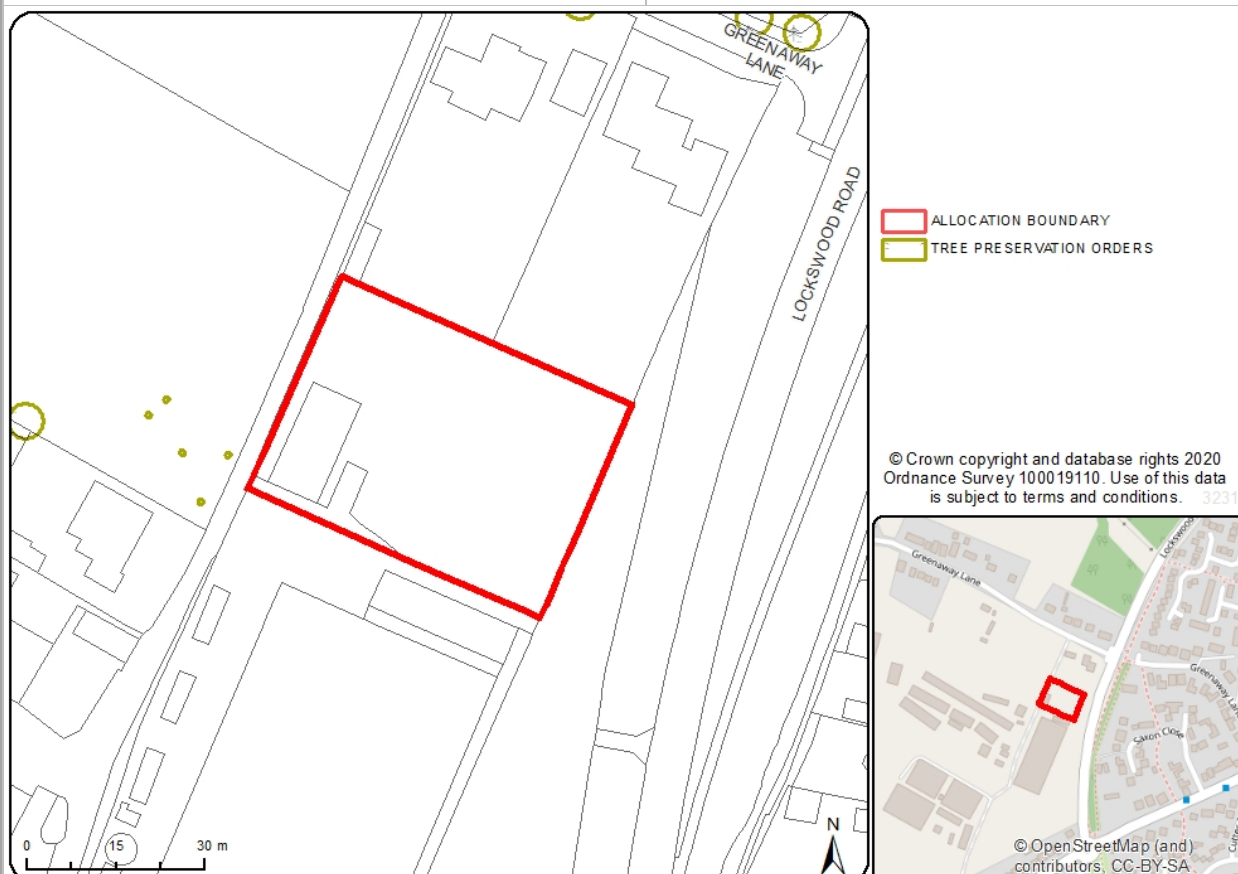 GREENAWAY
LANE
LOCKSWOOD ROAD
0 15 30 m
N
ALLOCATION BOUNDARY
TREE PRESERVATION ORDERS
© Crown copyright and database rights 2020
Ordnance Survey 100019110. Use of this data
is subject to terms and conditions. 3231
Greenaway Lane
Lockswood
Greenaway Lane
Saxon Close
© OpenStreetMap (and)
contributors, CC-BY-SA